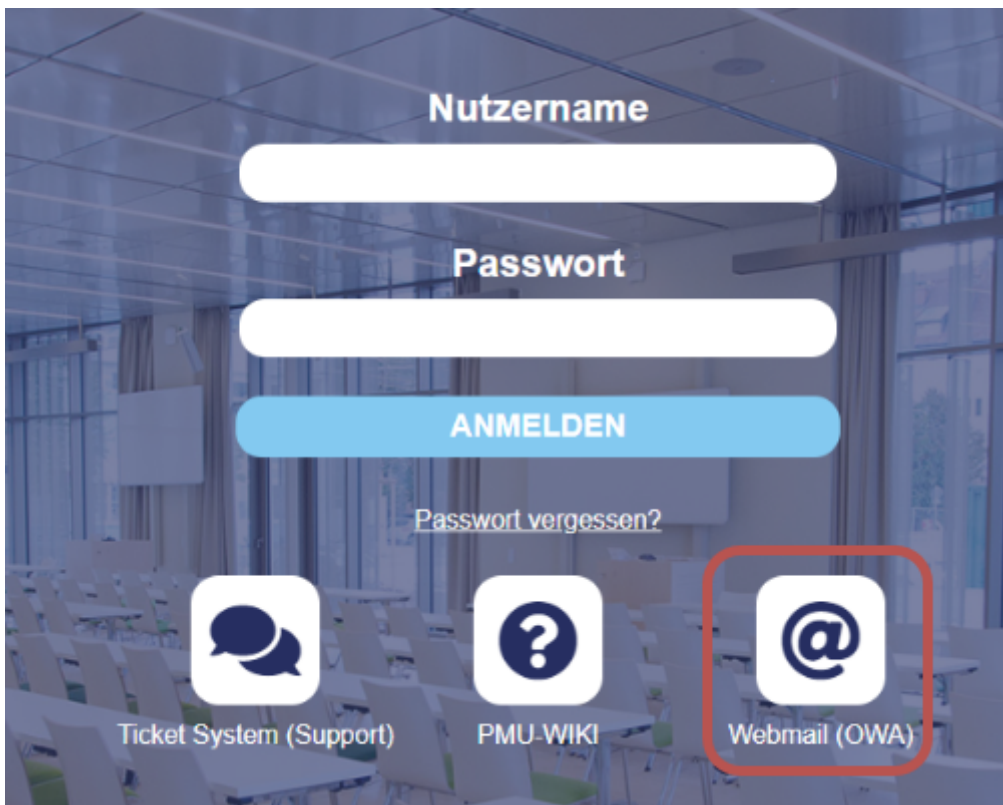 Nutzername
Passwort
ANMELDEN
Passwort vergessen?
Ticket System (Support)
PMU-WIKI
Webmail (OWA)